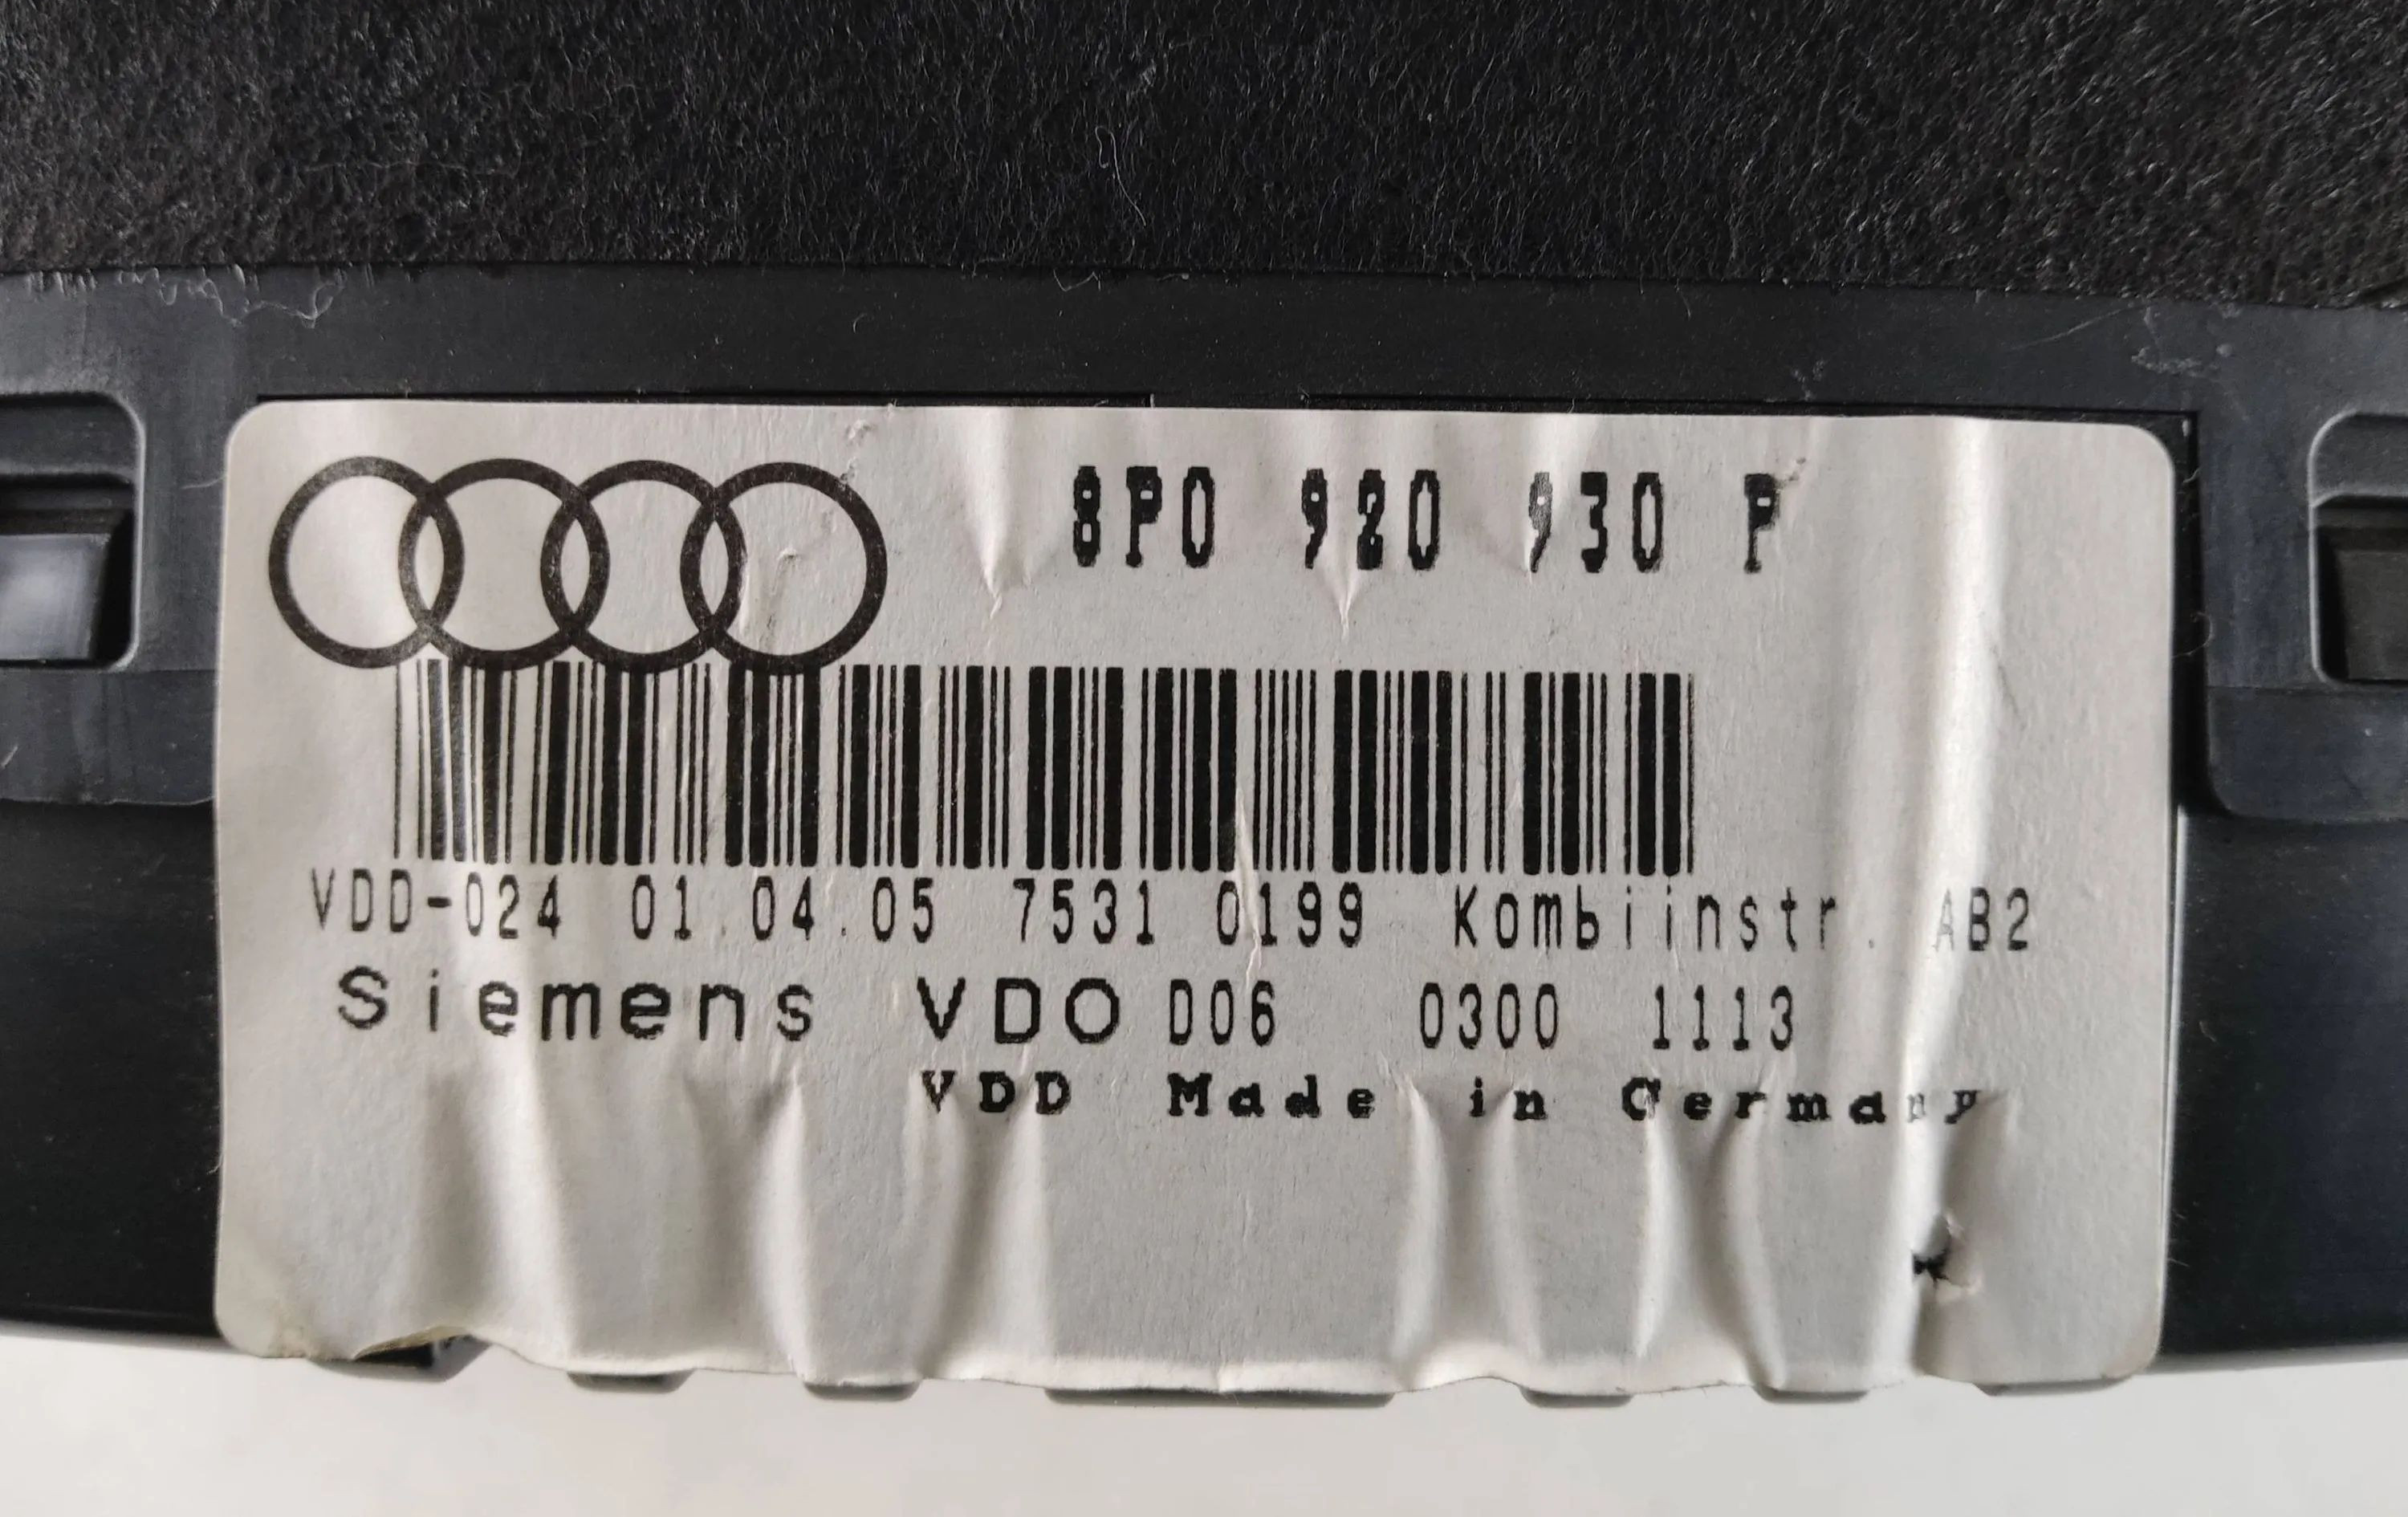 8P0 920 930 P
VDD-024 01.04.05 7531 0199 Kombiinstr. AB2
Siemens VDO D06 0300 1113
VDD Made in Germany